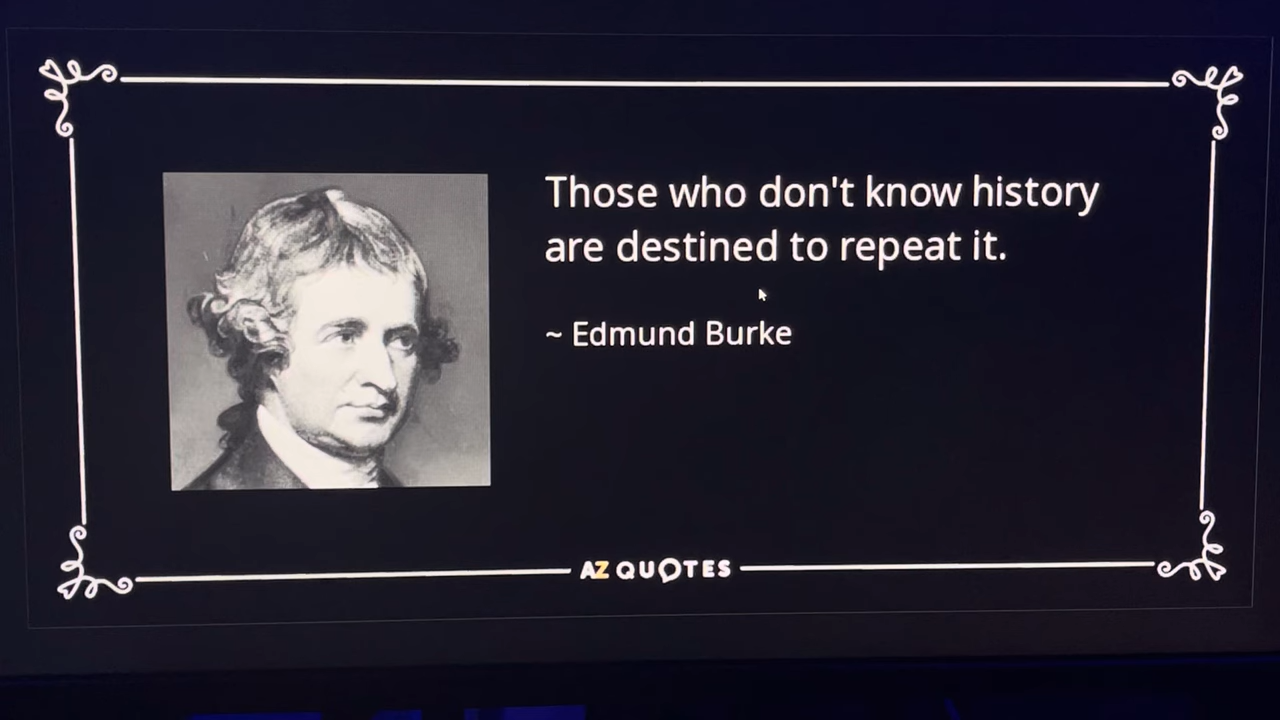 Those who don't know history
are destined to repeat it.
~ Edmund Burke
AZ QUOTES